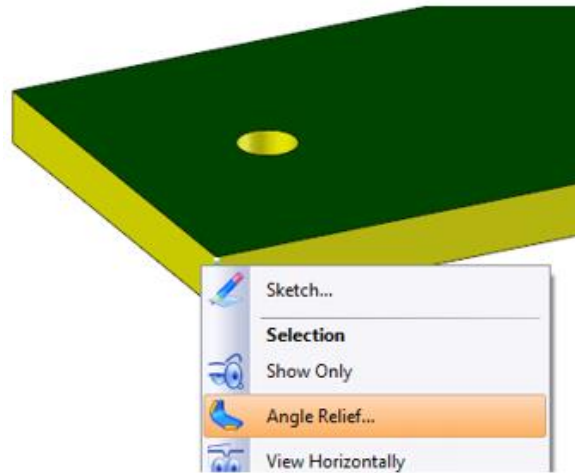 Sketch...
Selection
Show Only
Angle Relief...
View Horizontally